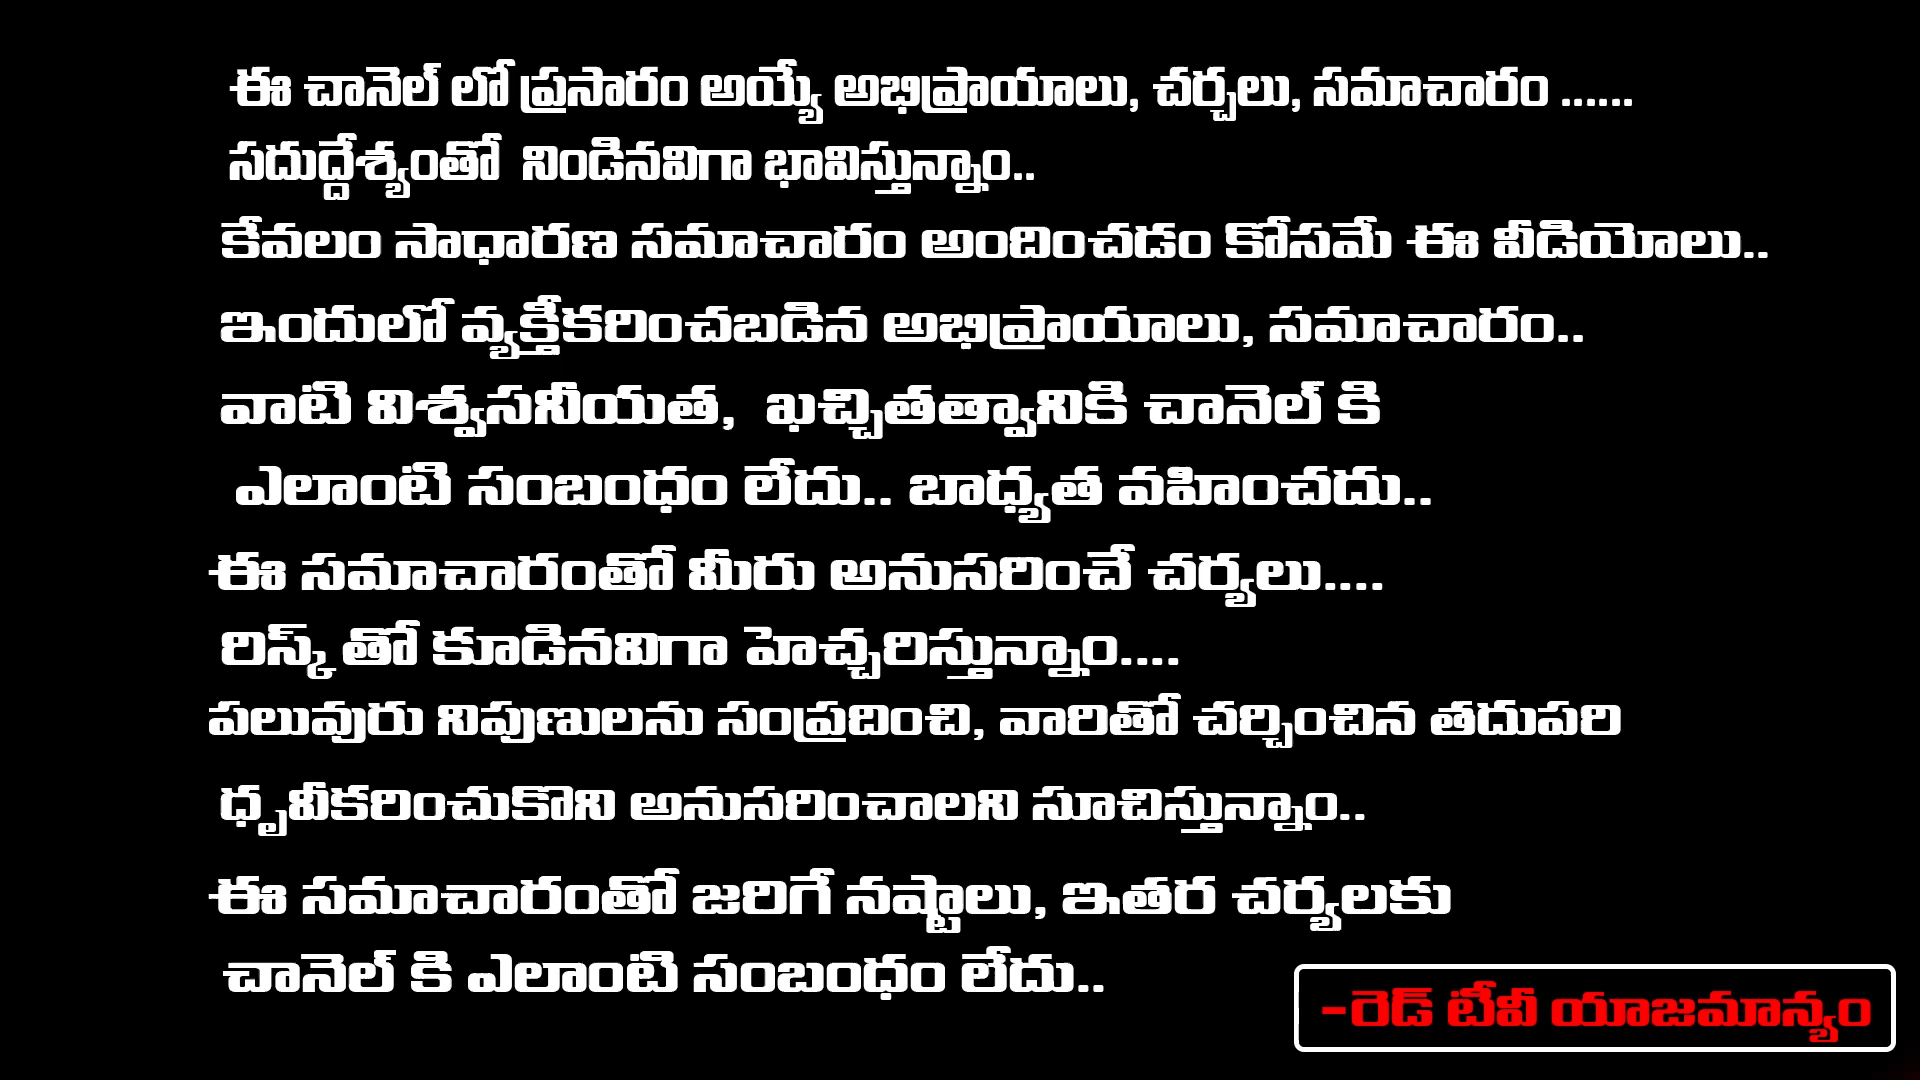 ఈ చానెల్ లో ప్రసారం అయ్యే అభిప్రాయాలు, చర్చలు, సమాచారం ......
సదుద్దేశ్యంతో నిండినవిగా భావిస్తున్నాం..
కేవలం సాధారణ సమాచారం అందించడం కోసమే ఈ వీడియోలు..
ఇందులో వ్యక్తీకరించబడిన అభిప్రాయాలు, సమాచారం..
వాటి విశ్వసనీయత, ఖచ్చితత్వానికి చానెల్ కి
ఎలాంటి సంబంధం లేదు.. బాధ్యత వహించదు..
ఈ సమాచారంతో మీరు అనుసరించే చర్యలు....
రిస్క్ తో కూడినవిగా హెచ్చరిస్తున్నాం....
పలువురు నిపుణులను సంప్రదించి, వారితో చర్చించిన తదుపరి
ధృవీకరించుకొని అనుసరించాలని సూచిస్తున్నాం..
ఈ సమాచారంతో జరిగే నష్టాలు, ఇతర చర్యలకు
చానెల్ కి ఎలాంటి సంబంధం లేదు..
-రెడ్ టీవీ యాజమాన్యం